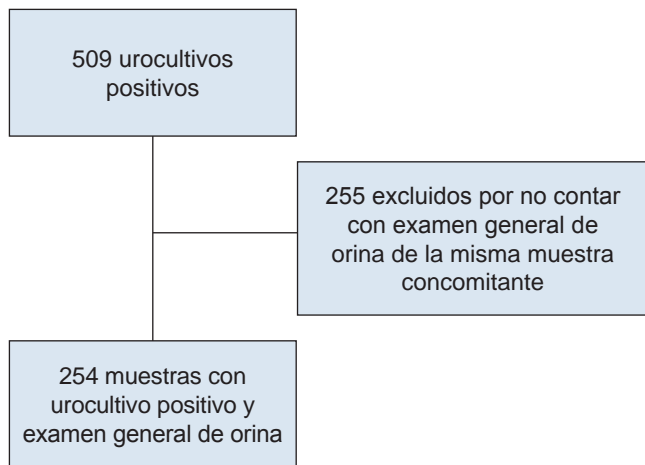 509 urocultivos
positivos
255 excluidos por no contar
con examen general de
orina de la misma muestra
concomitante
254 muestras con
urocultivo positivo y
examen general de orina